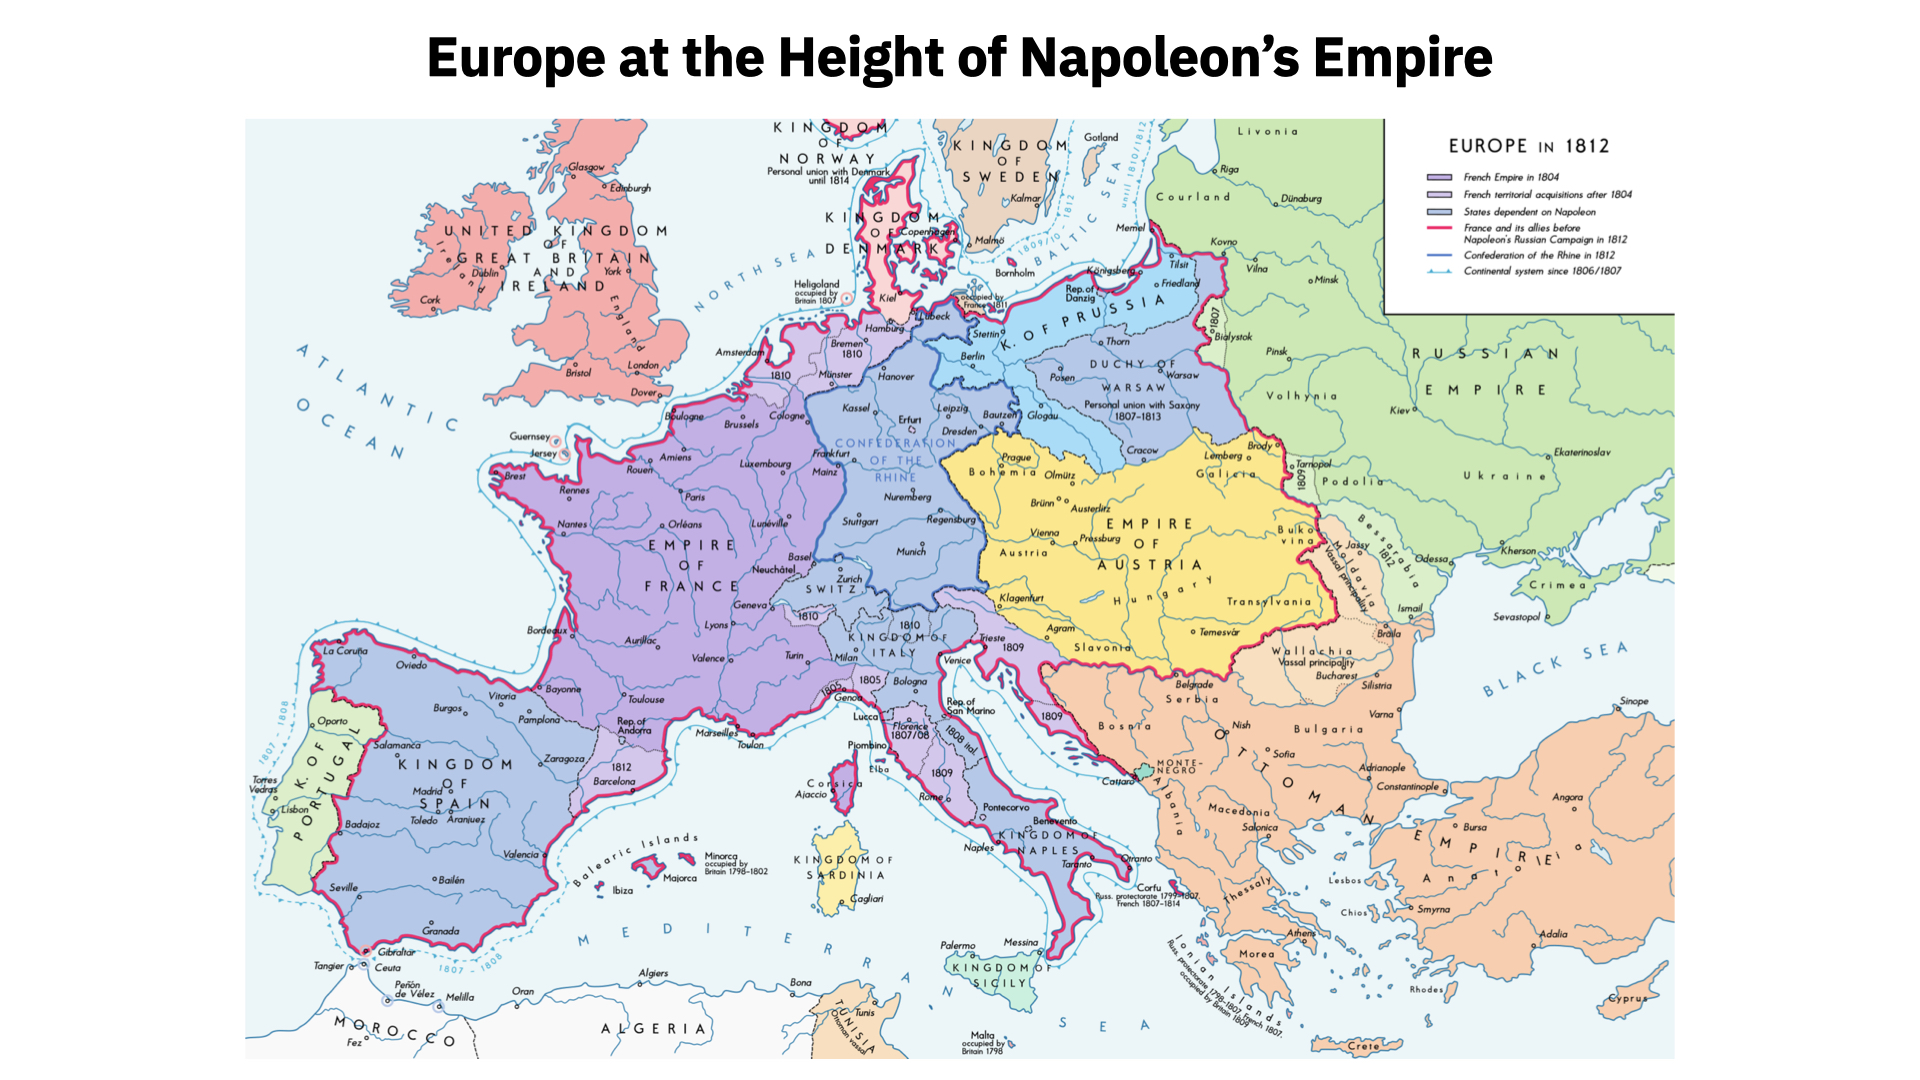 Europe at the Height of Napoleon’s Empire
EUROPE IN 1812
French Empire in 1804
French territorial acquisitions after 1804
States dependent on Napoleon
France and its allies before
Napoleon's Russian Campaign in 1812
Confederation of the Rhine in 1812
Continental system since 1806/1807
KINGDOM
OF
NORWAY
Personal union with Denmark
until 1814
KINGDOM
OF
SWEDEN
Kalmar
Malmö
Gotland
until 1810/1812
1809/10 1812
BALTIC SEA
Bornholm
Livonia
Riga
Courland
Dünaburg
Memel
Kovno
Vilna
Minsk
Tilsit
Königsberg
Friedland
Glasgow
Edinburgh
UNITED KINGDOM
OF
GREAT BRITAIN
AND
IRELAND
Ireland
Dublin
York
Cork
England
Bristol
London
Dover
NORTH SEA
Heligoland
occupied by
Britain 1807
KINGDOM
OF
DENMARK
Copenhagen
Kiel
occupied by
France 1811
Lübeck
Hamburg
Rep. of
Danzig
K. OF PRUSSIA
Stettin
Berlin
1807
Bialystok
Pinsk
RUSSIAN
EMPIRE
Volhynia
Kiev
Ekaterinoslav
Ukraine
Podolia
Tarnopol
1809
Brody
Lemberg
Galicia
Thorn
DUCHY OF
WARSAW
Posen
Warsaw
Personal union with Saxony
1807–1813
Glogau
Cracow
ATLANTIC
OCEAN
Guernsey
Jersey
Amsterdam
Bremen
1810
1810
Münster
Hanover
Boulogne
Brussels
Cologne
Kassel
Erfurt
Leipzig
Bautzen
Dresden
CONFEDERATION
OF THE
RHINE
Frankfurt
Mainz
Nuremberg
Stuttgart
Regensburg
Munich
Amiens
Rouen
Luxembourg
Brest
Rennes
Paris
Nantes
Orléans
Lunéville
EMPIRE
OF
FRANCE
Basel
Neuchâtel
Zurich
SWITZ.
Geneva
1810
Lyons
Bordeaux
Aurillac
Valence
Turin
Bayonne
Toulouse
Marseilles
Toulon
Prague
Bohemia
Olmütz
Brünn
Austerlitz
Vienna
Pressburg
Austria
EMPIRE
OF
AUSTRIA
Hungary
Bukovina
Transylvania
Klagenfurt
Agram
Temesvár
Slavonia
1810
KINGDOM OF
ITALY
Milan
Venice
Trieste
1809
1805
1805
Genoa
Bologna
Rep. of
San Marino
Lucca
Florence
1807/08
1808 ital.
Piombino
Elba
1809
Rome
Corsica
Ajaccio
1809
Cattaro
MONTE-
NEGRO
Pontecorvo
Benevento
KINGDOM OF
NAPLES
Naples
Taranto
Otranto
Corfu
Russ. protectorate 1799–1807,
French 1807–1814
Moldavia
Vassal principality
Jassy
Bessarabia
1812
Odessa
Kherson
Crimea
Sevastopol
Ismail
Brăila
Wallachia
Vassal principality
Bucharest
Silistria
BLACK SEA
Sinope
Belgrade
Serbia
Bosnia
Nish
Varna
Bulgaria
Sofia
OTTOMAN
EMPIRE
Adrianople
Constantinople
Albania
Macedonia
Salonica
Angora
Bursa
Anatolia
Thessaly
Lesbos
Chios
Smyrna
Athens
Morea
Adalia
Rhodes
Cyprus
Crete
Ionian Islands
Russ. protectorate 1798–1807, French 1807,
occupied by Britain 1809
La Coruña
Oviedo
Vitoria
Burgos
Pamplona
Rep. of
Andorra
1812
Barcelona
1807 – 1808
Oporto
K. OF
PORTUGAL
Torres
Vedras
Lisbon
Salamanca
KINGDOM
OF
SPAIN
Zaragoza
Madrid
Toledo
Aranjuez
Badajoz
Valencia
Seville
Bailén
Granada
Gibraltar
1807 – 1808
Tangier
Ceuta
Peñón
de Vélez
Melilla
MOROCCO
Fez
Oran
Algiers
ALGERIA
Bona
Balearic Islands
Ibiza
Majorca
Minorca
occupied by
Britain 1798–1802
KINGDOM OF
SARDINIA
Cagliari
MEDITERRANEAN
SEA
Palermo
Messina
KINGDOM OF
SICILY
Tunis
TUNISIA
Ottoman vassal
Malta
occupied by
Britain 1798